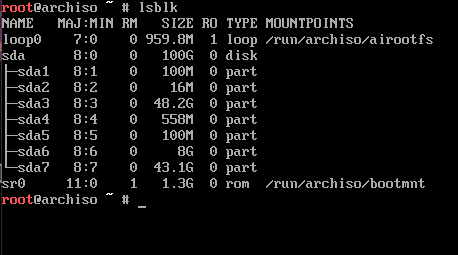 root@archiso ~ # lsblk
NAME   MAJ:MIN RM   SIZE RO TYPE MOUNTPOINTS
loop0    7:0    0 959.8M  1 loop /run/archiso/airootfs
sda      8:0    0   100G  0 disk
├─sda1   8:1    0   100M  0 part
├─sda2   8:2    0    16M  0 part
├─sda3   8:3    0  48.2G  0 part
├─sda4   8:4    0   558M  0 part
├─sda5   8:5    0   100M  0 part
├─sda6   8:6    0     8G  0 part
└─sda7   8:7    0  43.1G  0 part
sr0     11:0    1   1.3G  0 rom  /run/archiso/bootmnt
root@archiso ~ # _